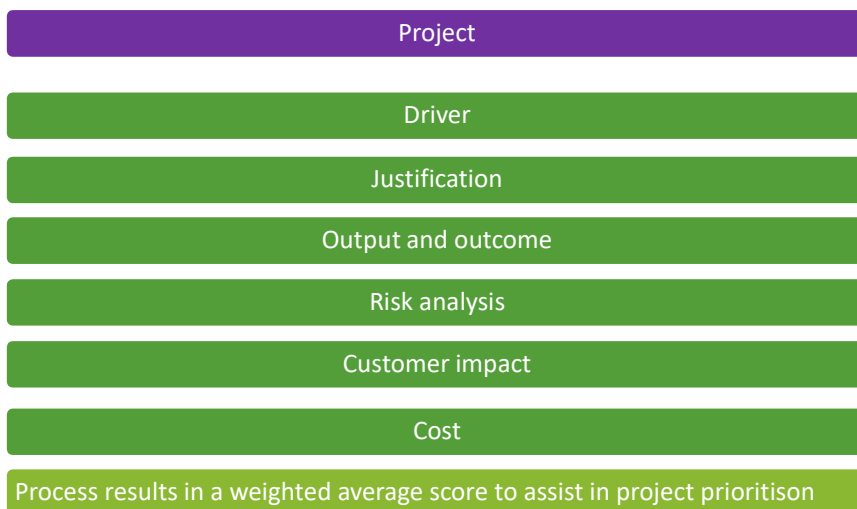 Project
Driver
Justification
Output and outcome
Risk analysis
Customer impact
Cost
Process results in a weighted average score to assist in project prioritison